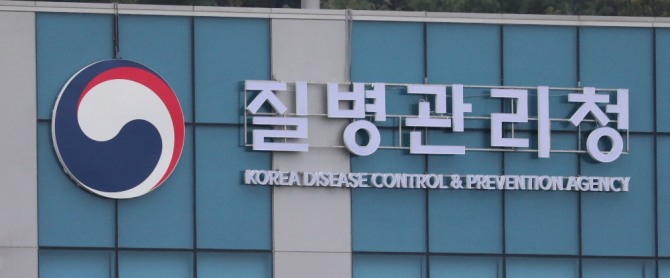 질병관리청
KOREA DISEASE CONTROL & PREVENTION AGENCY